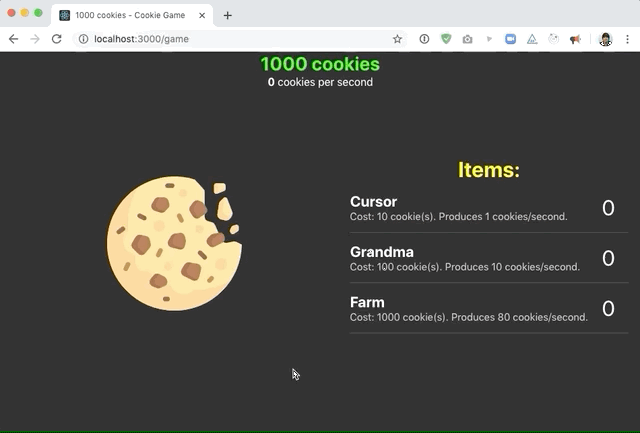 1000 cookies - Cookie Game
localhost:3000/game
1000 cookies
0 cookies per second
Items:
Cursor
Cost: 10 cookie(s). Produces 1 cookies/second.
0
Grandma
Cost: 100 cookie(s). Produces 10 cookies/second.
0
Farm
Cost: 1000 cookie(s). Produces 80 cookies/second.
0